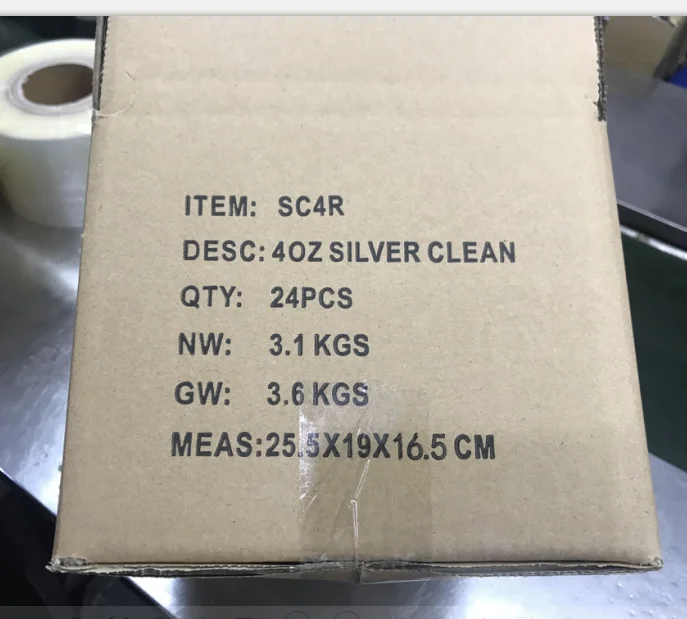 ITEM: SC4R
DESC: 4OZ SILVER CLEAN
QTY: 24PCS
NW: 3.1 KGS
GW: 3.6 KGS
MEAS:25.5X19X16.5 CM